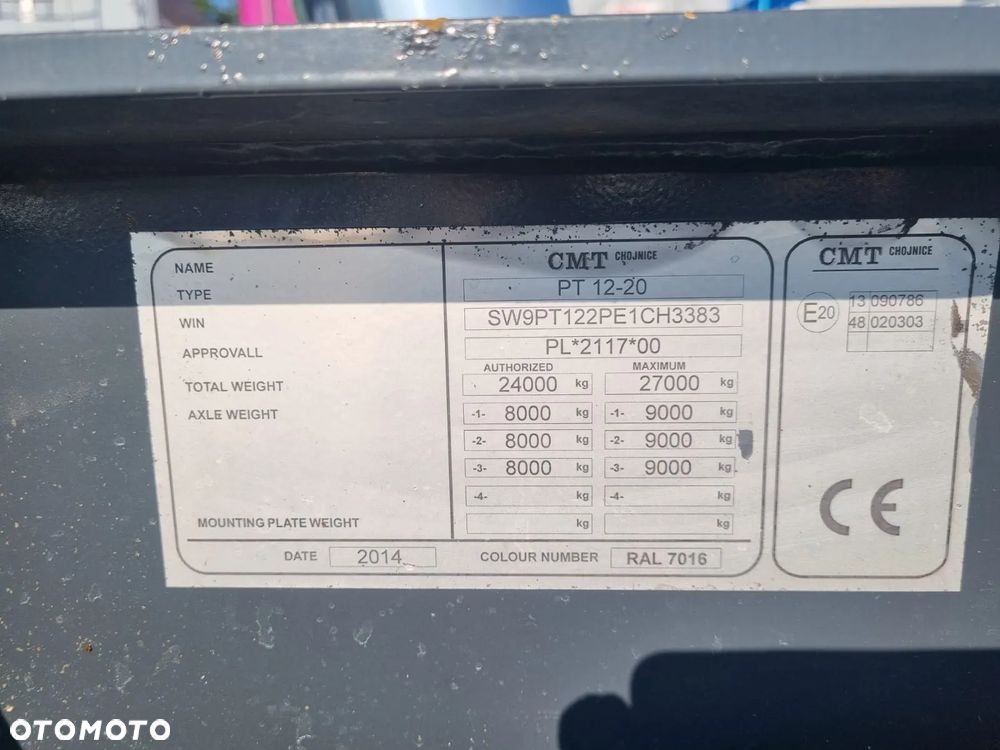 NAME CMT CHOJNICE
TYPE PT 12-20
WIN SW9PT122PE1CH3383
APPROVALL PL*2117*00
AUTHORIZED MAXIMUM
TOTAL WEIGHT 24000 kg 27000 kg
AXLE WEIGHT -1- 8000 kg -1- 9000 kg
-2- 8000 kg -2- 9000 kg
-3- 8000 kg -3- 9000 kg
-4- kg -4- kg
MOUNTING PLATE WEIGHT kg kg
DATE 2014 COLOUR NUMBER RAL 7016
CMT CHOJNICE
E20 13 090786
48 020303
CE
OTOMOTO